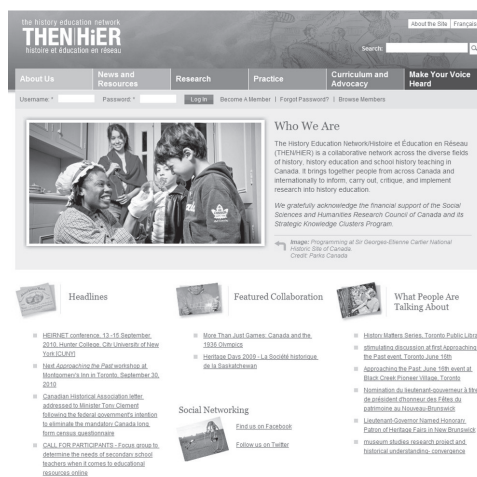 the history education network
THEN|HiER
histoire et éducation en réseau
About the Site | Français
Search:
About Us
News and Resources
Research
Practice
Curriculum and Advocacy
Make Your Voice Heard
Username: * Password: * Log In Become A Member | Forgot Password? | Browse Members
Who We Are
The History Education Network/Histoire et Éducation en Réseau
(THEN/HiER) is a collaborative network across the diverse fields
of history, history education and school history teaching in
Canada. It brings together people from across Canada and
internationally to inform, carry out, critique, and implement
research into history education.
We gratefully acknowledge the financial support of the Social
Sciences and Humanities Research Council of Canada and its
Strategic Knowledge Clusters Program.
Image: Programming at Sir Georges-Etienne Cartier National
Historic Site of Canada.
Credit: Parks Canada
Headlines
HEIRNET conference, 13 -15 September
2010, Hunter College, City University of New
York [CUNY]
Next Approaching the Past workshop at
Montgomery's Inn in Toronto, September 30,
2010
Canadian Historical Association letter
addressed to Minister Tony Clement
following the federal government's intention
to eliminate the mandatory Canada long
form census questionnaire
CALL FOR PARTICIPANTS - Focus group to
determine the needs of secondary school
teachers when it comes to educational
resources online
Featured Collaboration
More Than Just Games: Canada and the
1936 Olympics
Heritage Days 2009 - La Société historique
de la Saskatchewan
Social Networking
Find us on Facebook
Follow us on Twitter
What People Are
Talking About
History Matters Series, Toronto Public Libra
stimulating discussion at first Approaching
the Past event, Toronto June 16th
Approaching the Past: June 16th event at
Black Creek Pioneer Village, Toronto
Nomination du lieutenant-gouverneur à titre
de président d'honneur des Fêtes du
patrimoine au Nouveau-Brunswick
Lieutenant-Governor Named Honorary
Patron of Heritage Fairs in New Brunswick
museum studies research project and
historical understanding- convergence